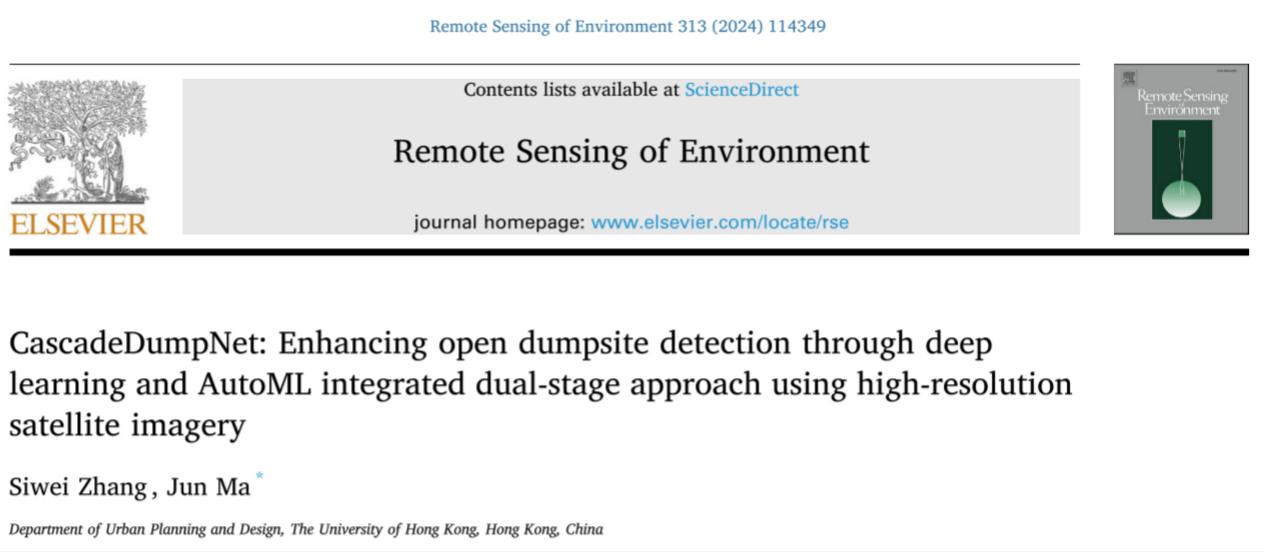 Remote Sensing of Environment 313 (2024) 114349
Contents lists available at ScienceDirect
Remote Sensing of Environment
journal homepage: www.elsevier.com/locate/rse
ELSEVIER
Remote Sensing
Environment
CascadeDumpNet: Enhancing open dumpsite detection through deep
learning and AutoML integrated dual-stage approach using high-resolution
satellite imagery
Siwei Zhang, Jun Ma *
Department of Urban Planning and Design, The University of Hong Kong, Hong Kong, China